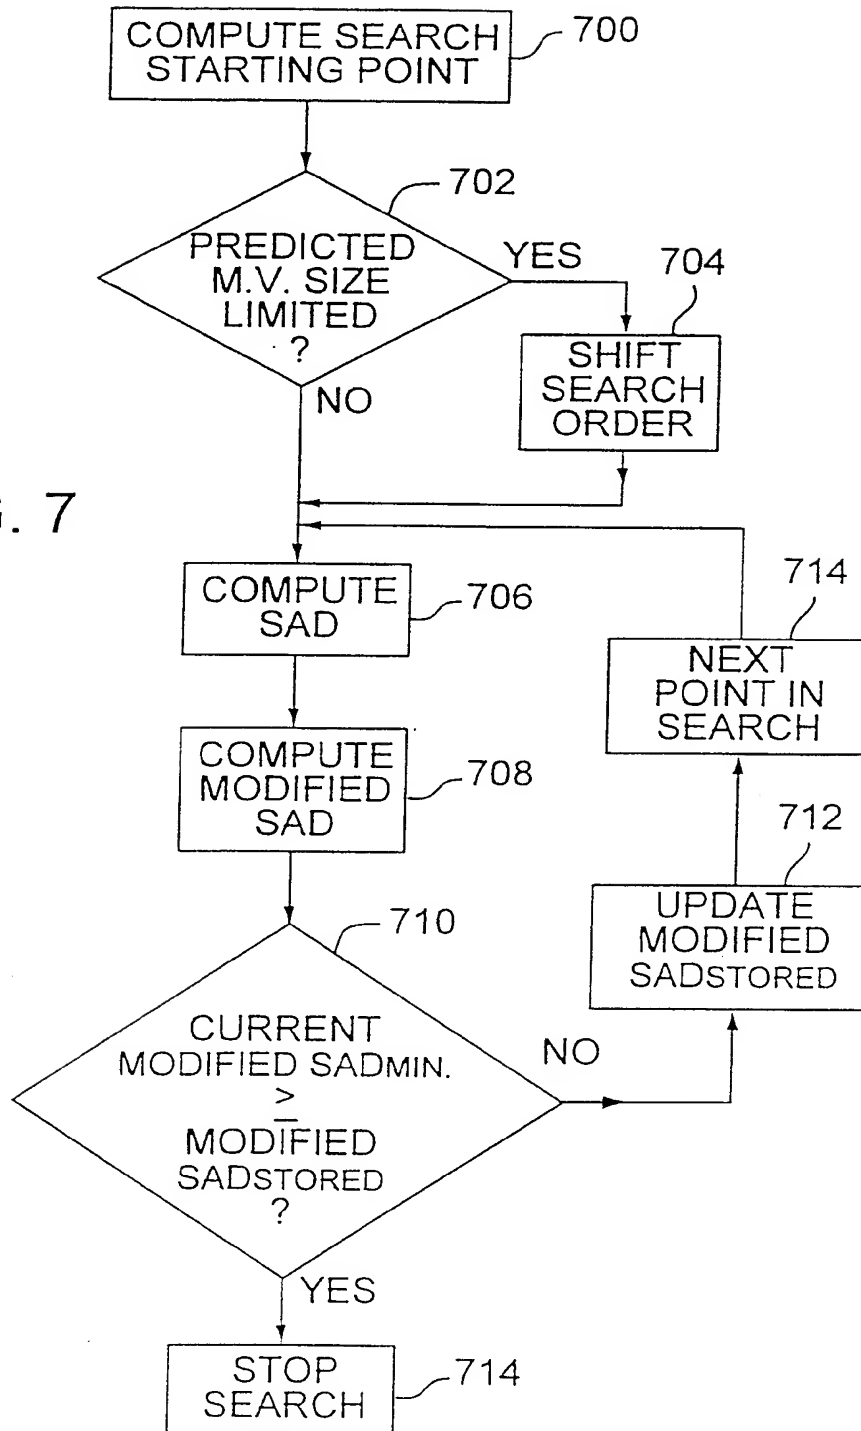 COMPUTE SEARCH
STARTING POINT
700
702
PREDICTED
M.V. SIZE
LIMITED
?
YES
704
SHIFT
SEARCH
ORDER
NO
. 7
COMPUTE
SAD
706
714
NEXT
POINT IN
SEARCH
COMPUTE
MODIFIED
SAD
708
712
UPDATE
MODIFIED
SADSTORED
710
CURRENT
MODIFIED SADMIN.
≥
MODIFIED
SADSTORED
?
NO
YES
STOP
SEARCH
714